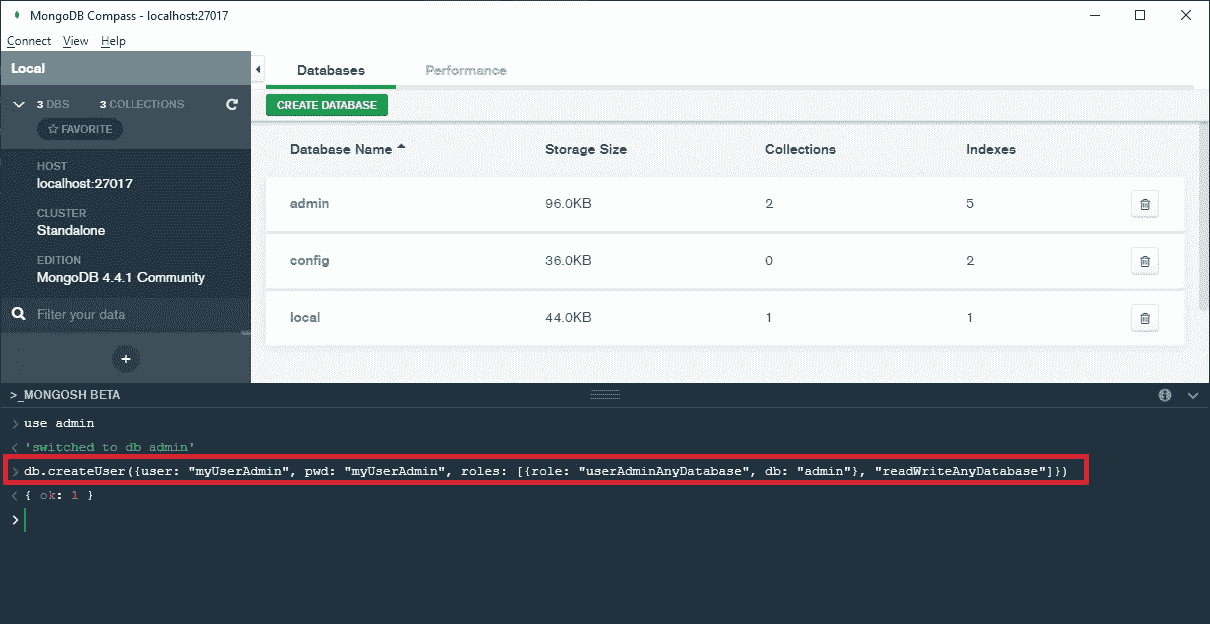 MongoDB Compass - localhost:27017
Connect View Help
Local
3 DBS 3 COLLECTIONS
FAVORITE
HOST
localhost:27017
CLUSTER
Standalone
EDITION
MongoDB 4.4.1 Community
Filter your data
Databases Performance
CREATE DATABASE
Database Name Storage Size Collections Indexes
admin 96.0KB 2 5
config 36.0KB 0 2
local 44.0KB 1 1
>_MONGOSH BETA
> use admin
< 'switched to db admin'
> db.createUser({user: "myUserAdmin", pwd: "myUserAdmin", roles: [{role: "userAdminAnyDatabase", db: "admin"}, "readWriteAnyDatabase"]})
< { ok: 1 }
>